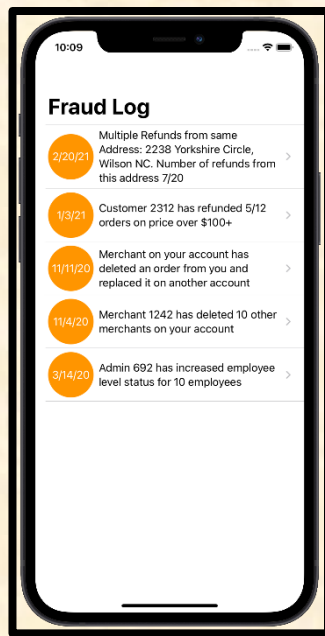 10:09
Fraud Log
2/20/21
Multiple Refunds from same
Address: 2238 Yorkshire Circle,
Wilson NC. Number of refunds from
this address 7/20
1/3/21
Customer 2312 has refunded 5/12
orders on price over $100+
11/11/20
Merchant on your account has
deleted an order from you and
replaced it on another account
11/4/20
Merchant 1242 has deleted 10 other
merchants on your account
3/14/20
Admin 692 has increased employee
level status for 10 employees